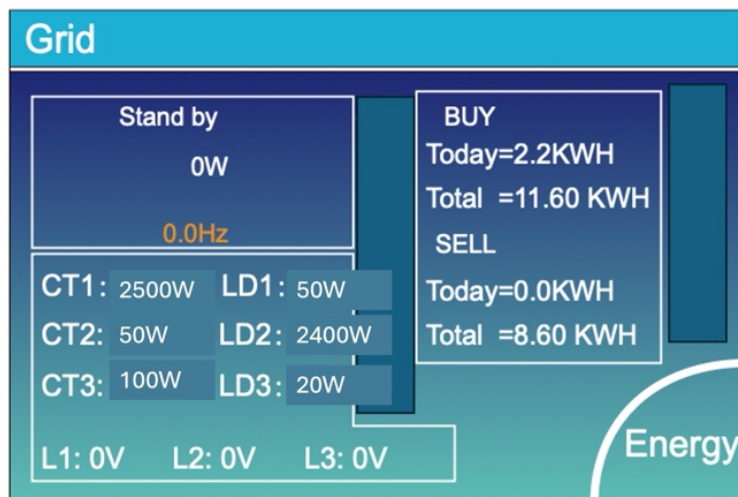 Grid
Stand by
0W
0.0Hz
BUY
Today=2.2KWH
Total =11.60 KWH
SELL
Today=0.0KWH
Total =8.60 KWH
CT1: 2500W LD1: 50W
CT2: 50W LD2: 2400W
CT3: 100W LD3: 20W
L1: 0V L2: 0V L3: 0V
Energy